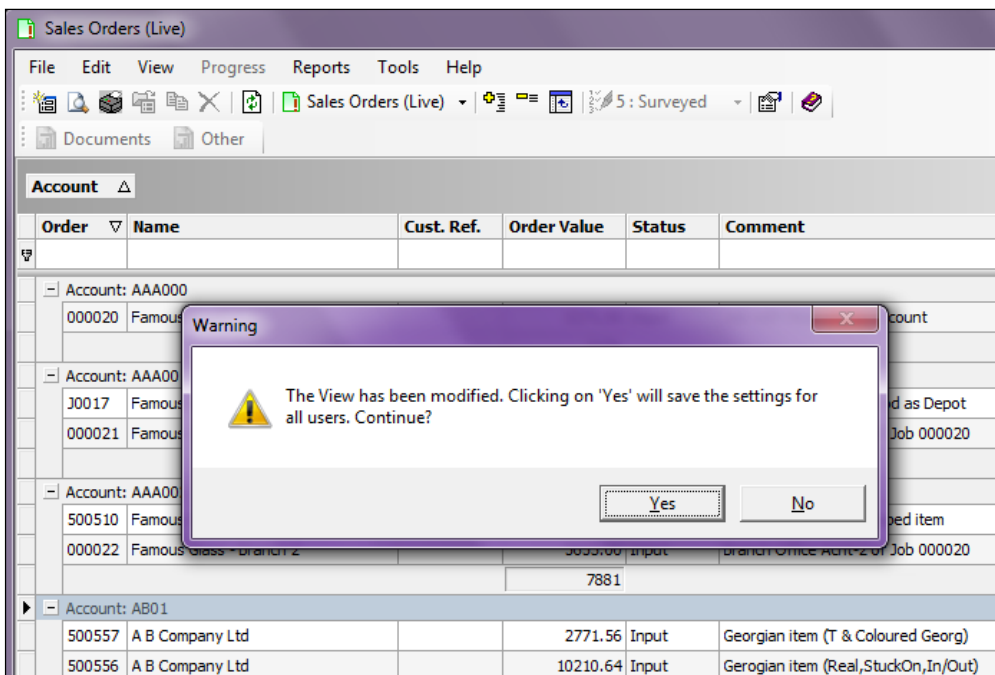 Sales Orders (Live)
File Edit View Progress Reports Tools Help
Sales Orders (Live) 5 : Surveyed
Documents Other
Account
Order Name Cust. Ref. Order Value Status Comment
Account: AAA000
000020 Famous count
Account: AAA00
J0017 Famous d as Depot
000021 Famous Job 000020
Account: AAA00
500510 Famous ped item
000022 Famous Glass - Branch 2 Input Branch Office Acnt-2 of Job 000020
7881
Account: AB01
500557 A B Company Ltd 2771.56 Input Georgian item (T & Coloured Georg)
500556 A B Company Ltd 10210.64 Input Gerogian item (Real,StuckOn,In/Out)
Warning
The View has been modified. Clicking on 'Yes' will save the settings for
all users. Continue?
Yes No